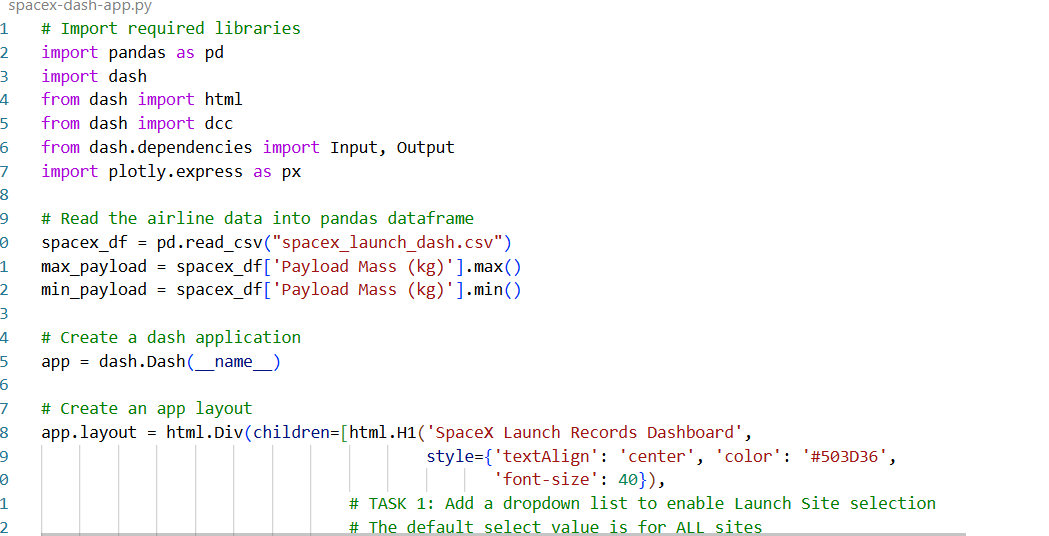 spacex-dash-app.py
1 # Import required libraries
2 import pandas as pd
3 import dash
4 from dash import html
5 from dash import dcc
6 from dash.dependencies import Input, Output
7 import plotly.express as px
8
9 # Read the airline data into pandas dataframe
0 spacex_df = pd.read_csv("spacex_launch_dash.csv")
1 max_payload = spacex_df['Payload Mass (kg)'].max()
2 min_payload = spacex_df['Payload Mass (kg)'].min()
3
4 # Create a dash application
5 app = dash.Dash(__name__)
6
7 # Create an app layout
8 app.layout = html.Div(children=[html.H1('SpaceX Launch Records Dashboard',
9 style={'textAlign': 'center', 'color': '#503D36',
0 'font-size': 40}),
1 # TASK 1: Add a dropdown list to enable Launch Site selection
2 # The default select value is for ALL sites